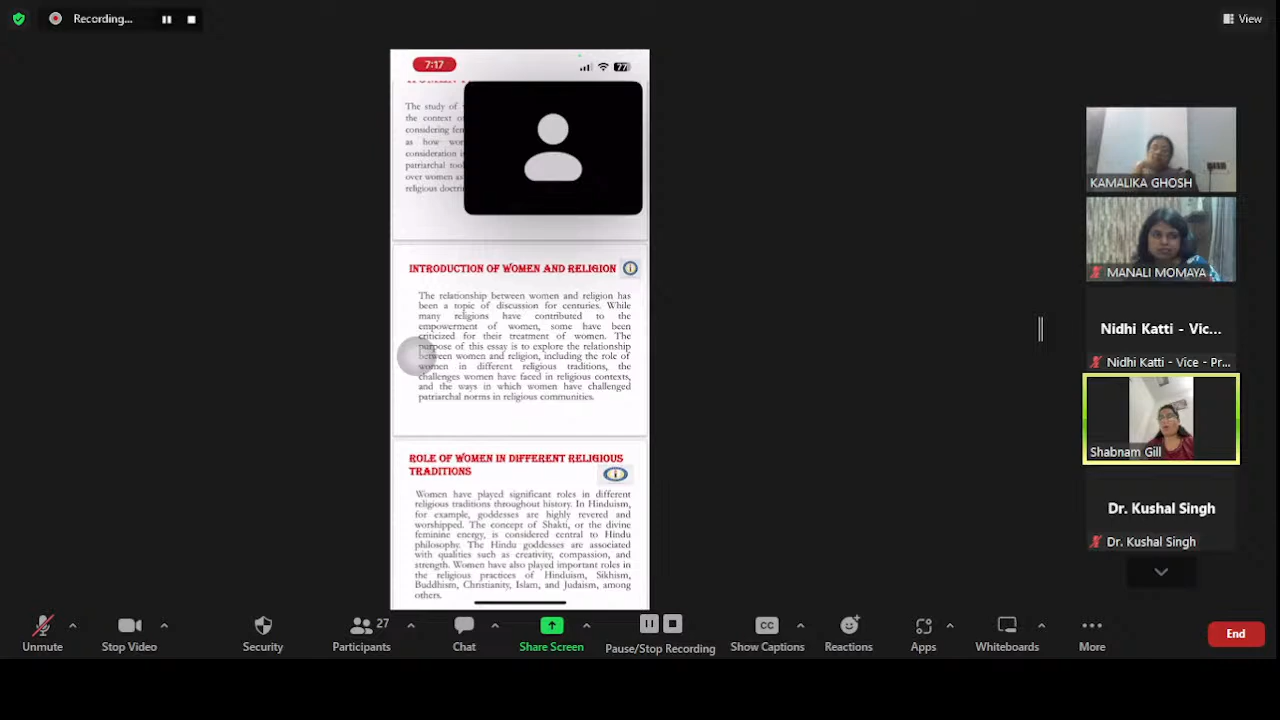 Recording...
View
7:17
77
The study of
the context of
considering fem
as how wom
consideration i
patriarchal tool
over women as
religious doctri
INTRODUCTION OF WOMEN AND RELIGION
The relationship between women and religion has
been a topic of discussion for centuries. While
many religions have contributed to the
empowerment of women, some have been
criticized for their treatment of women. The
purpose of this essay is to explore the relationship
between women and religion, including the role of
women in different religious traditions, the
challenges women have faced in religious contexts,
and the ways in which women have challenged
patriarchal norms in religious communities.
ROLE OF WOMEN IN DIFFERENT RELIGIOUS
TRADITIONS
Women have played significant roles in different
religious traditions throughout history. In Hinduism,
for example, goddesses are highly revered and
worshipped. The concept of Shakti, or the divine
feminine energy, is considered central to Hindu
philosophy. The Hindu goddesses are associated
with qualities such as creativity, compassion, and
strength. Women have also played important roles in
the religious practices of Hinduism, Sikhism,
Buddhism, Christianity, Islam, and Judaism, among
others.
KAMALIKA GHOSH
MANALI MOMAYA
Nidhi Katti - Vic...
Nidhi Katti - Vice - Pr...
Shabnam Gill
Dr. Kushal Singh
Dr. Kushal Singh
Unmute
Stop Video
Security
27
Participants
Chat
Share Screen
Pause/Stop Recording
CC
Show Captions
Reactions
Apps
Whiteboards
More
End